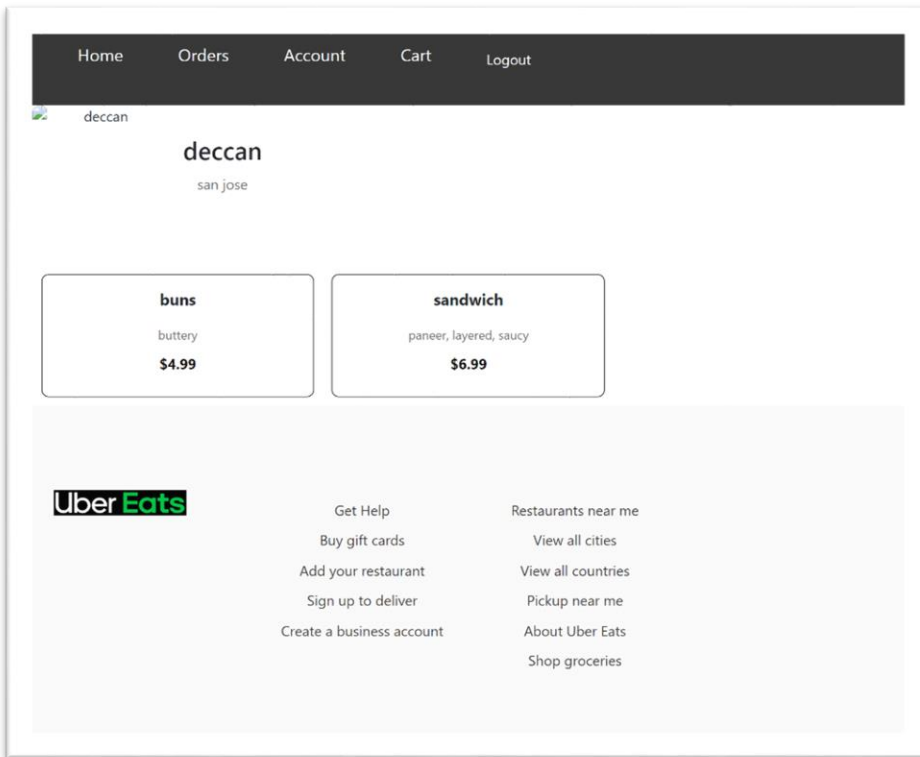 Home Orders Account Cart Logout
deccan
deccan
san jose
buns
buttery
$4.99
sandwich
paneer, layered, saucy
$6.99
Uber Eats
Get Help
Buy gift cards
Add your restaurant
Sign up to deliver
Create a business account
Restaurants near me
View all cities
View all countries
Pickup near me
About Uber Eats
Shop groceries